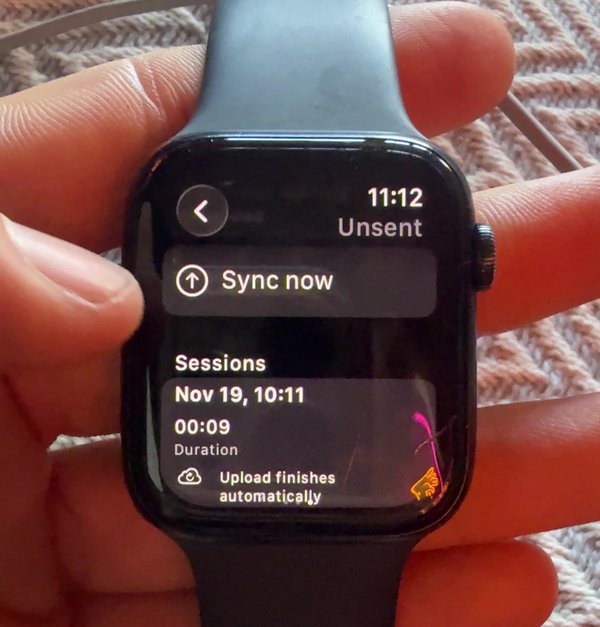 11:12
Unsent
Sync now
Sessions
Nov 19, 10:11
00:09
Duration
Upload finishes
automatically